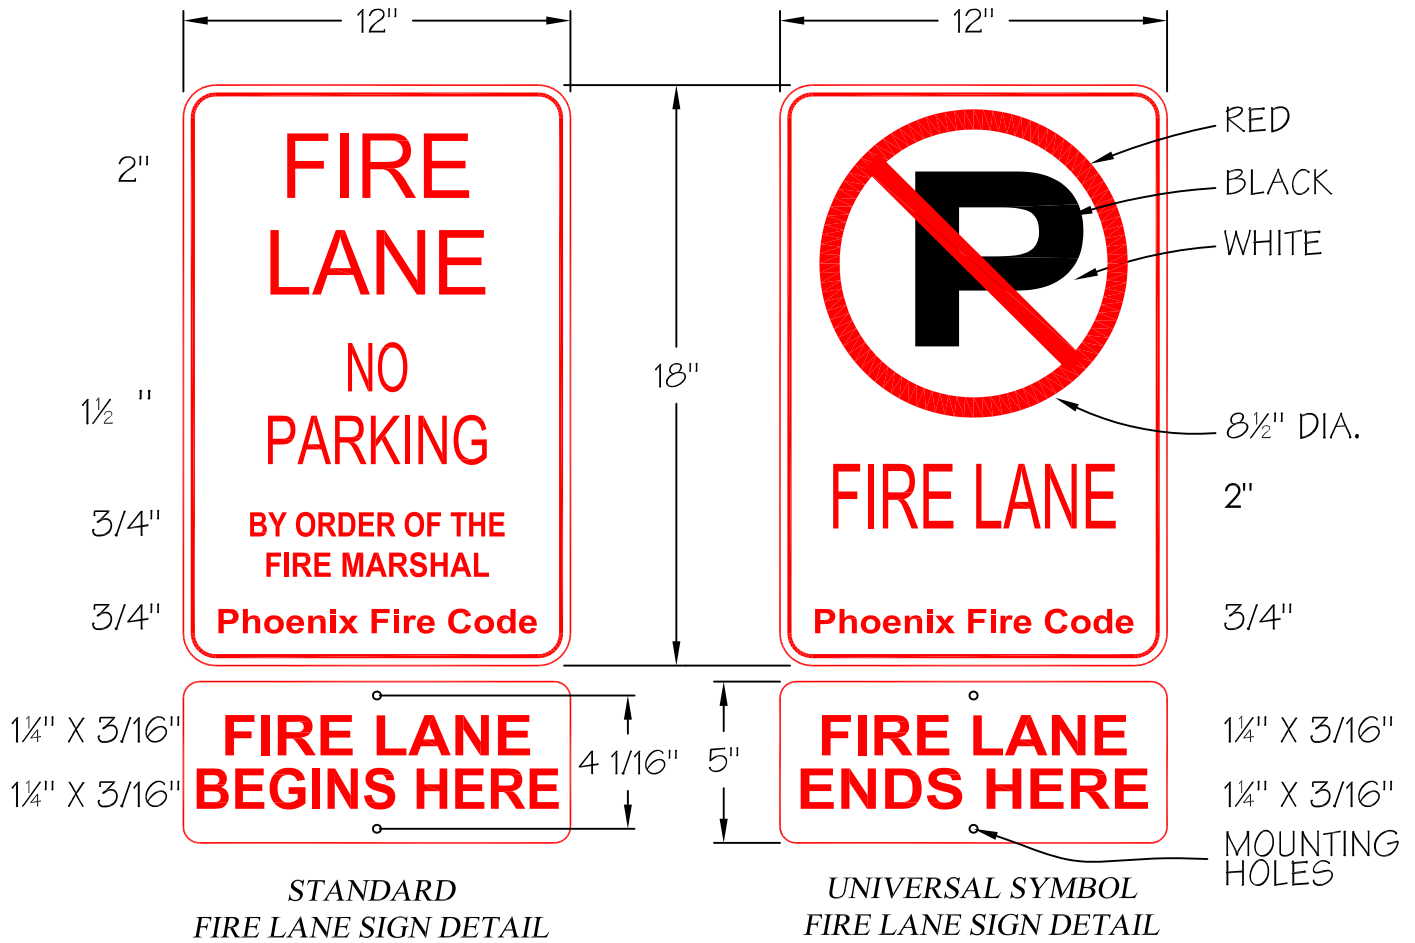 12"
12"
FIRE
LANE
NO
PARKING
BY ORDER OF THE
FIRE MARSHAL
Phoenix Fire Code
2"
1½ "
3/4"
3/4"
18"
P
FIRE LANE
Phoenix Fire Code
RED
BLACK
WHITE
8½" DIA.
2"
3/4"
1¼" X 3/16"
1¼" X 3/16"
FIRE LANE
BEGINS HERE
4 1/16"
5"
FIRE LANE
ENDS HERE
1¼" X 3/16"
1¼" X 3/16"
MOUNTING
HOLES
STANDARD
FIRE LANE SIGN DETAIL
UNIVERSAL SYMBOL
FIRE LANE SIGN DETAIL